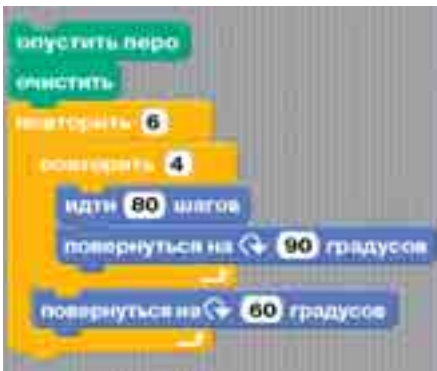 опустить перо
очистить
повторить 6
повторить 4
идти 80 шагов
повернуться на 90 градусов
повернуться на 60 градусов